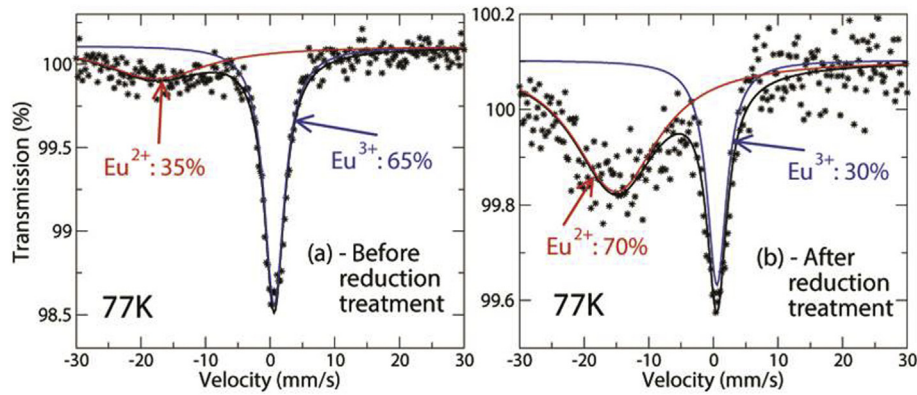 100
99.5
99
98.5
Transmission (%)
Eu2+: 35%
Eu3+: 65%
(a) - Before
reduction
treatment
77K
-30 -20 -10 0 10 20 30
Velocity (mm/s)
100.2
100.0
99.8
99.6
Eu2+: 70%
Eu3+: 30%
(b) - After
reduction
treatment
77K
-30 -20 -10 0 10 20 30
Velocity (mm/s)